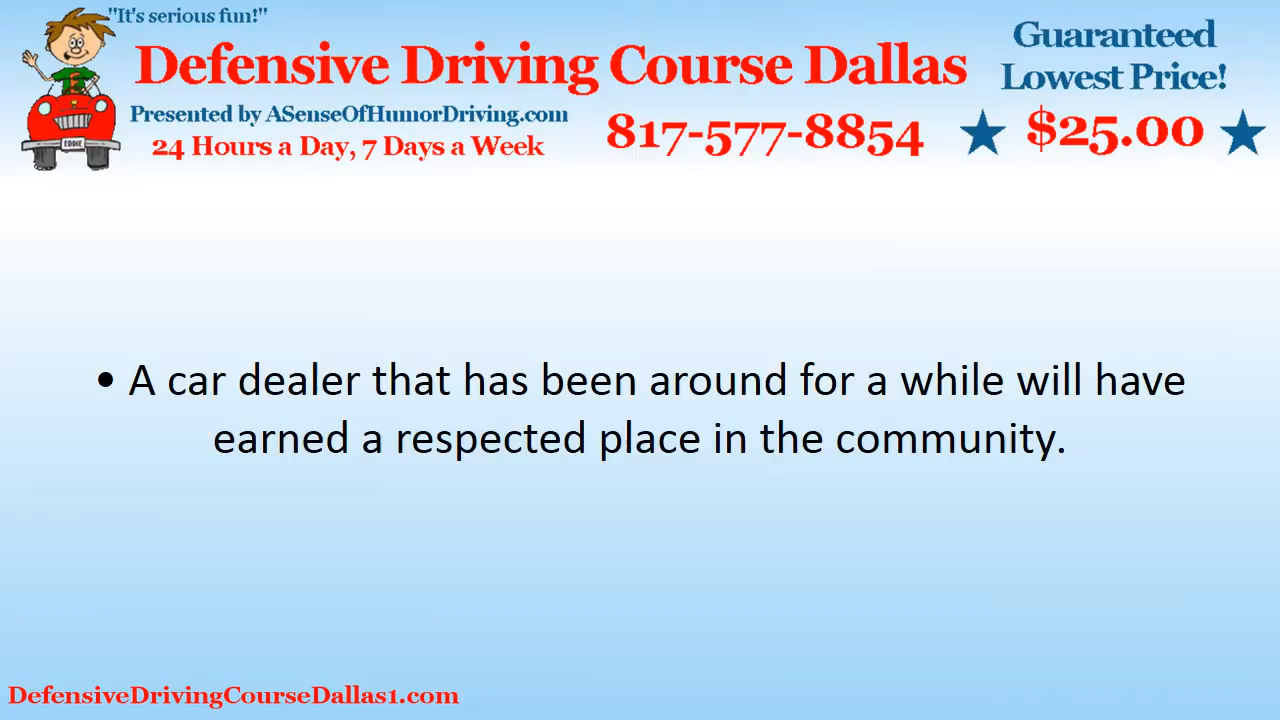 "It's serious fun!"
Defensive Driving Course Dallas
Presented by ASenseOfHumorDriving.com
24 Hours a Day, 7 Days a Week
817-577-8854
Guaranteed
Lowest Price!
$25.00
EDDIE
• A car dealer that has been around for a while will have
earned a respected place in the community.
DefensiveDrivingCourseDallas1.com